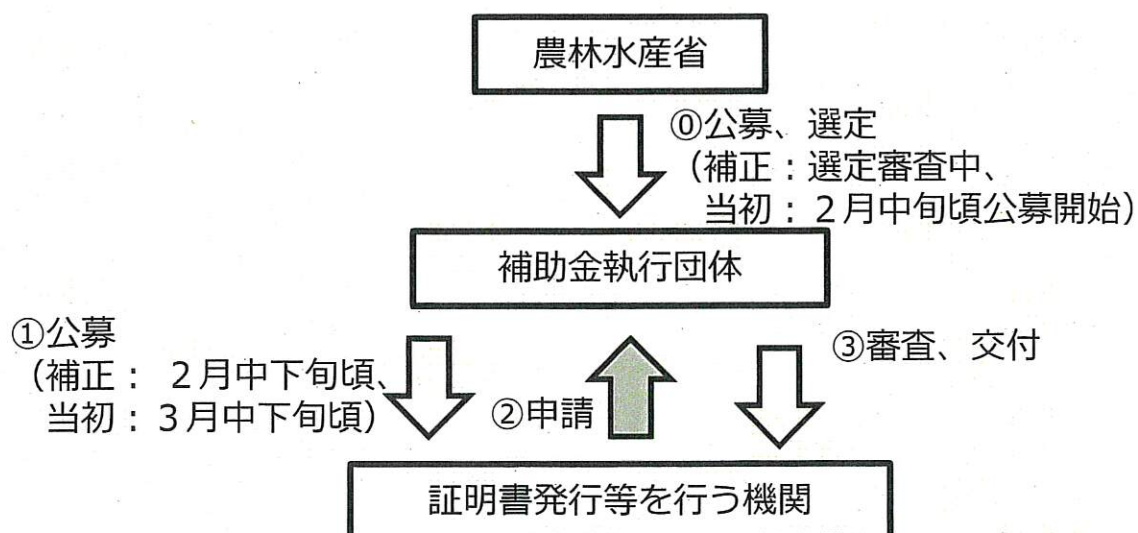 農林水産省
⓪公募、選定
(補正:選定審査中、
当初:2月中旬頃公募開始)
補助金執行団体
①公募
(補正: 2月中下旬頃、
当初:3月中下旬頃)
②申請
③審査、交付
証明書発行等を行う機関